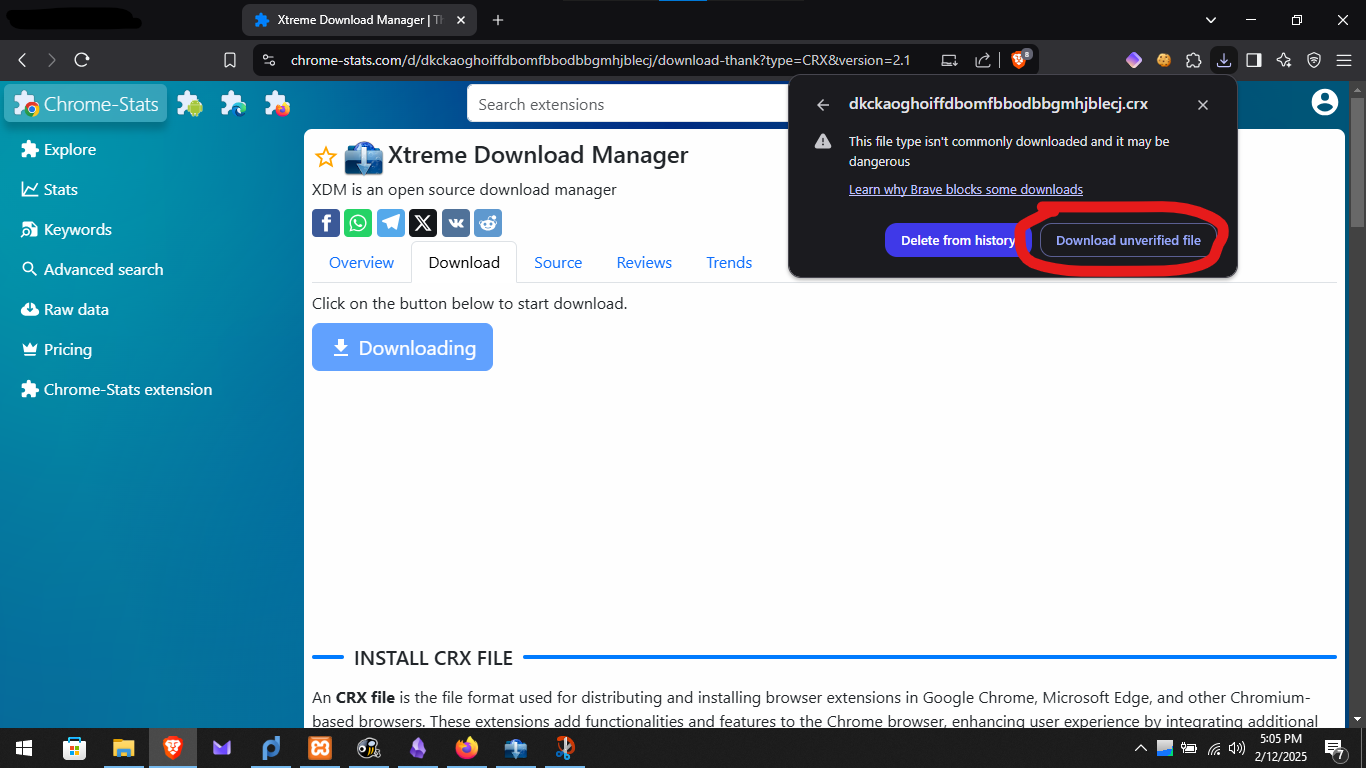 Xtreme Download Manager | Th
chrome-stats.com/d/dkckaoghoiffdbomfbbodbbgmhjblecj/download-thank?type=CRX&version=2.1
8
Chrome-Stats
Search extensions
Explore
Stats
Keywords
Advanced search
Raw data
Pricing
Chrome-Stats extension
Xtreme Download Manager
XDM is an open source download manager
Overview
Download
Source
Reviews
Trends
Click on the button below to start download.
Downloading
dkckaoghoiffdbomfbbodbbgmhjblecj.crx
This file type isn't commonly downloaded and it may be
dangerous
Learn why Brave blocks some downloads
Delete from history
Download unverified file
INSTALL CRX FILE
An CRX file is the file format used for distributing and installing browser extensions in Google Chrome, Microsoft Edge, and other Chromium-
based browsers. These extensions add functionalities and features to the Chrome browser, enhancing user experience by integrating additional
5:05 PM
2/12/2025
7